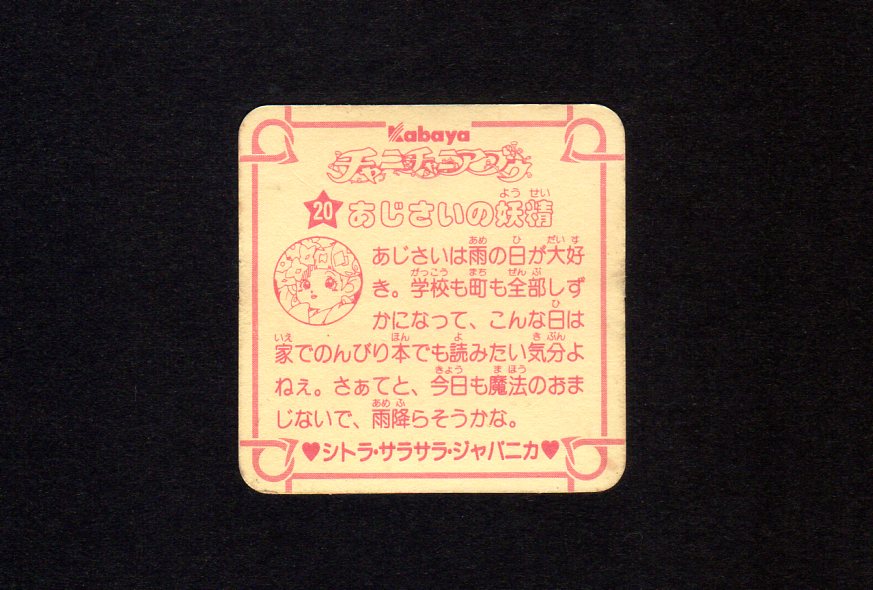 Kabaya
チャミチャミアップ
20 あじさいの妖精
あじさいは雨の日が大好
き。学校も町も全部しず
かになって、こんな日は
家でのんびり本でも読みたい気分よ
ねぇ。さぁてと、今日も魔法のおま
じないで、雨降らそうかな。
♥シトラ・サラサラ・ジャパニカ♥